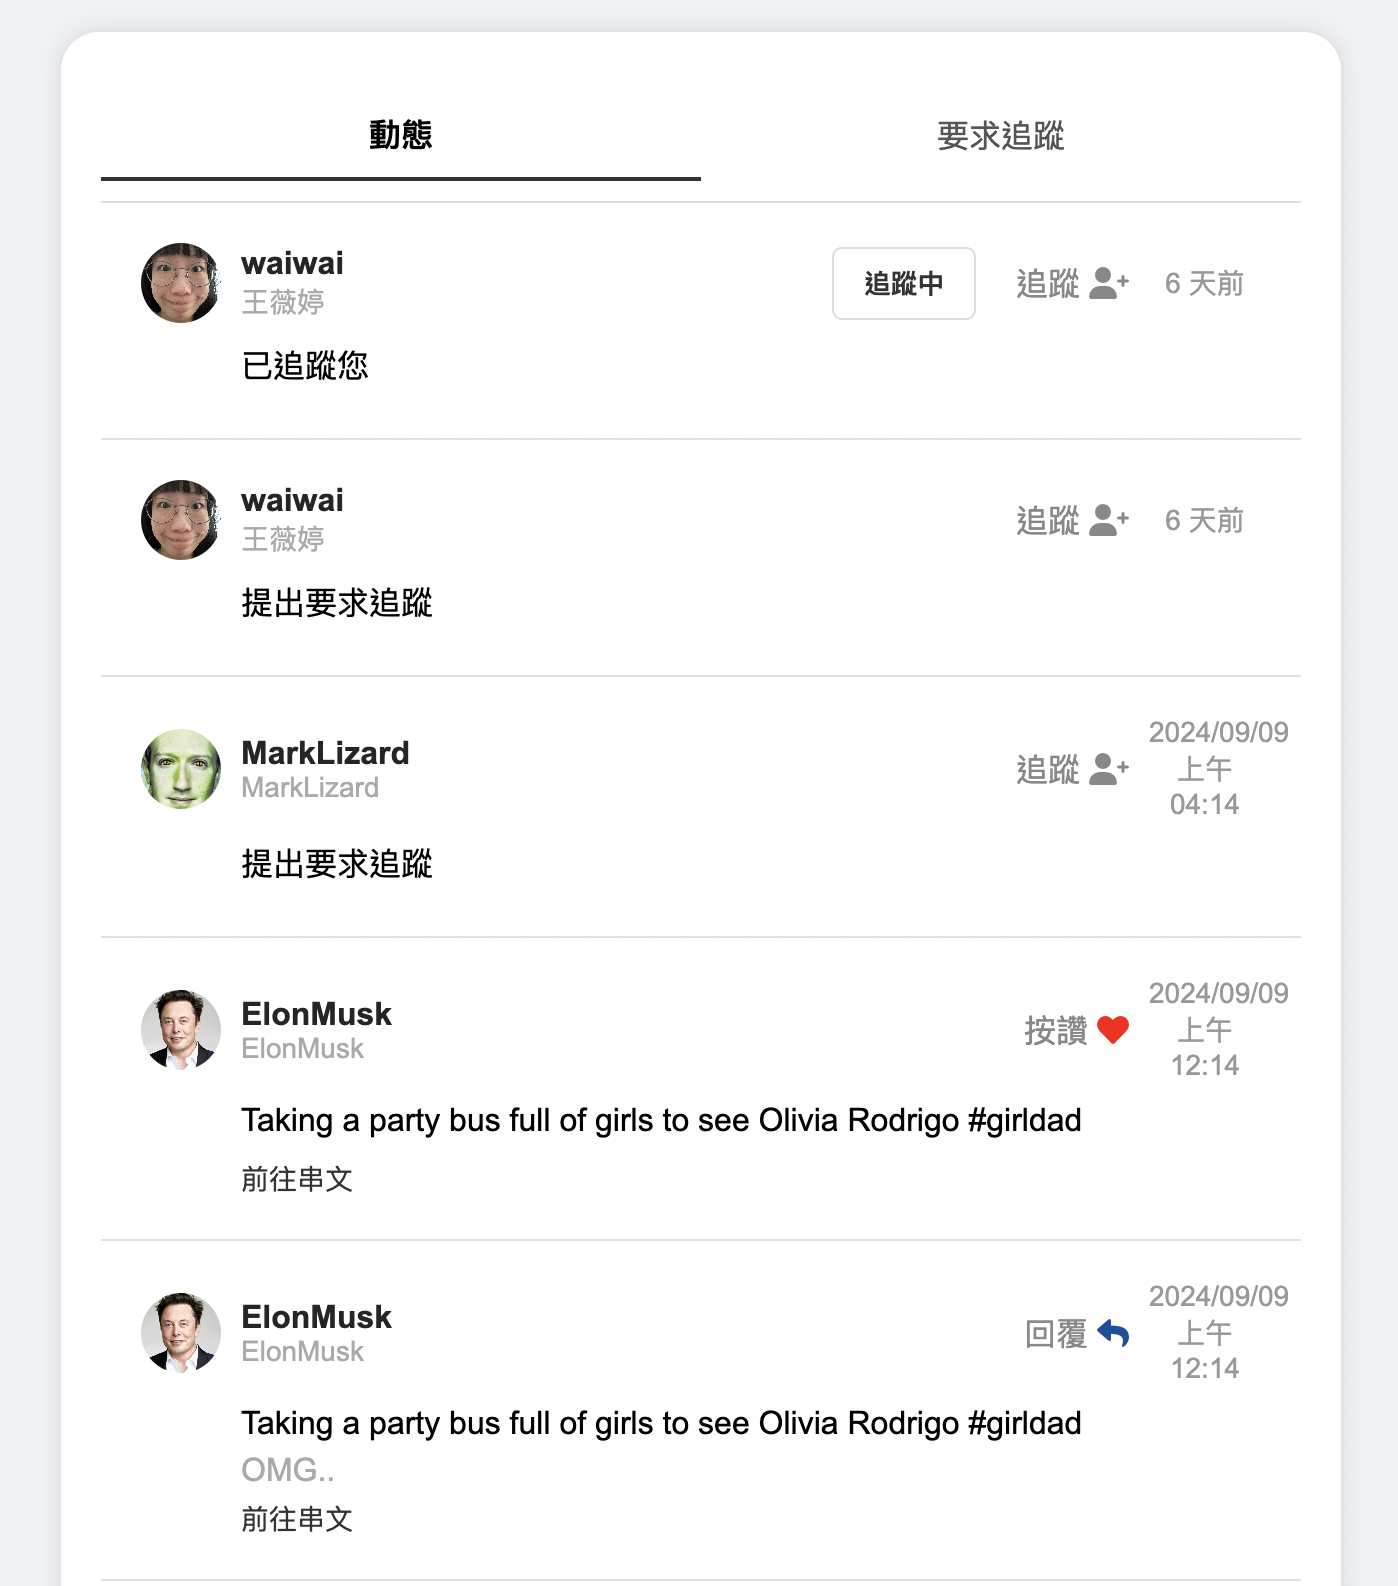 動態
要求追蹤
waiwai
王薇婷
追蹤中
追蹤
6 天前
已追蹤您
waiwai
王薇婷
追蹤
6 天前
提出要求追蹤
MarkLizard
MarkLizard
追蹤
2024/09/09
上午
04:14
提出要求追蹤
ElonMusk
ElonMusk
按讚
2024/09/09
上午
12:14
Taking a party bus full of girls to see Olivia Rodrigo #girldad
前往串文
ElonMusk
ElonMusk
回覆
2024/09/09
上午
12:14
Taking a party bus full of girls to see Olivia Rodrigo #girldad
OMG..
前往串文